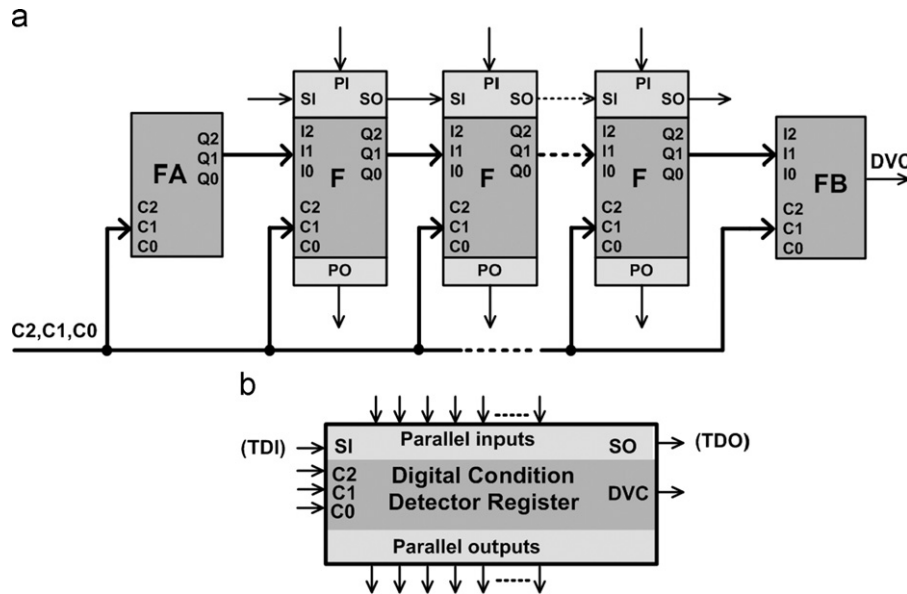 a
PI PI PI
SI SO SI SO SI SO
FA Q2 Q1 Q0 C2 C1 C0
I2 I1 I0 F Q2 Q1 Q0 C2 C1 C0
I2 I1 I0 F Q2 Q1 Q0 C2 C1 C0
I2 I1 I0 F Q2 Q1 Q0 C2 C1 C0
I2 I1 I0 FB C2 C1 C0
DVC
PO PO PO
C2,C1,C0
b
(TDI) SI Parallel inputs SO (TDO)
C2 Digital Condition
C1 Detector Register DVC
C0
Parallel outputs